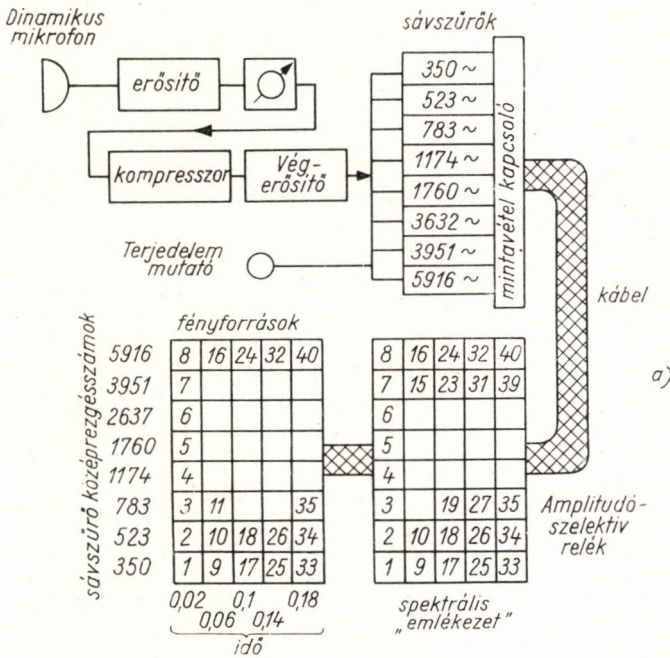 Dinamikus
mikrofon
erősítő
kompresszor
Vég-
erősítő
Terjedelem
mutató
sávszűrők
350 ~
523 ~
783 ~
1174 ~
1760 ~
3632 ~
3951 ~
5916 ~
mintavétel kapcsoló
kábel
a)
fényforrások
sávszűrő középrezgésszámok
5916 8 16 24 32 40
3951 7
2637 6
1760 5
1174 4
783 3 11 35
523 2 10 18 26 34
350 1 9 17 25 33
0,02 0,1 0,18
0,06 0,14
idő
8 16 24 32 40
7 15 23 31 39
6
5
4
3 19 27 35
2 10 18 26 34
1 9 17 25 33
spektrális
„emlékezet"
Amplitudó-
szelektiv
relék